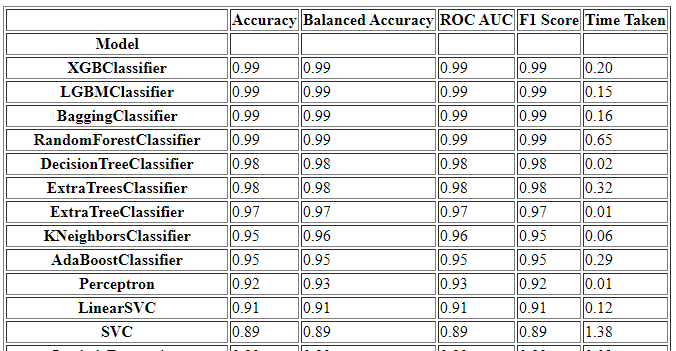 Accuracy Balanced Accuracy ROC AUC F1 Score Time Taken
Model
XGBClassifier 0.99 0.99 0.99 0.99 0.20
LGBMClassifier 0.99 0.99 0.99 0.99 0.15
BaggingClassifier 0.99 0.99 0.99 0.99 0.16
RandomForestClassifier 0.99 0.99 0.99 0.99 0.65
DecisionTreeClassifier 0.98 0.98 0.98 0.98 0.02
ExtraTreesClassifier 0.98 0.98 0.98 0.98 0.32
ExtraTreeClassifier 0.97 0.97 0.97 0.97 0.01
KNeighborsClassifier 0.95 0.96 0.96 0.95 0.06
AdaBoostClassifier 0.95 0.95 0.95 0.95 0.29
Perceptron 0.92 0.93 0.93 0.92 0.01
LinearSVC 0.91 0.91 0.91 0.91 0.12
SVC 0.89 0.89 0.89 0.89 1.38